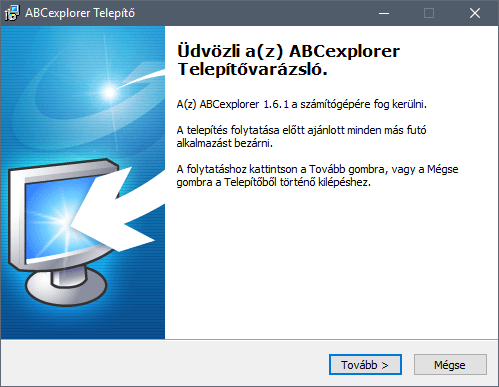 ABCexplorer Telepítő
Üdvözli a(z) ABCexplorer
Telepítővarázsló.
A(z) ABCexplorer 1.6.1 a számítógépére fog kerülni.
A telepítés folytatása előtt ajánlott minden más futó
alkalmazást bezárni.
A folytatáshoz kattintson a Tovább gombra, vagy a Mégse
gombra a Telepítőből történő kilépéshez.
Tovább >
Mégse